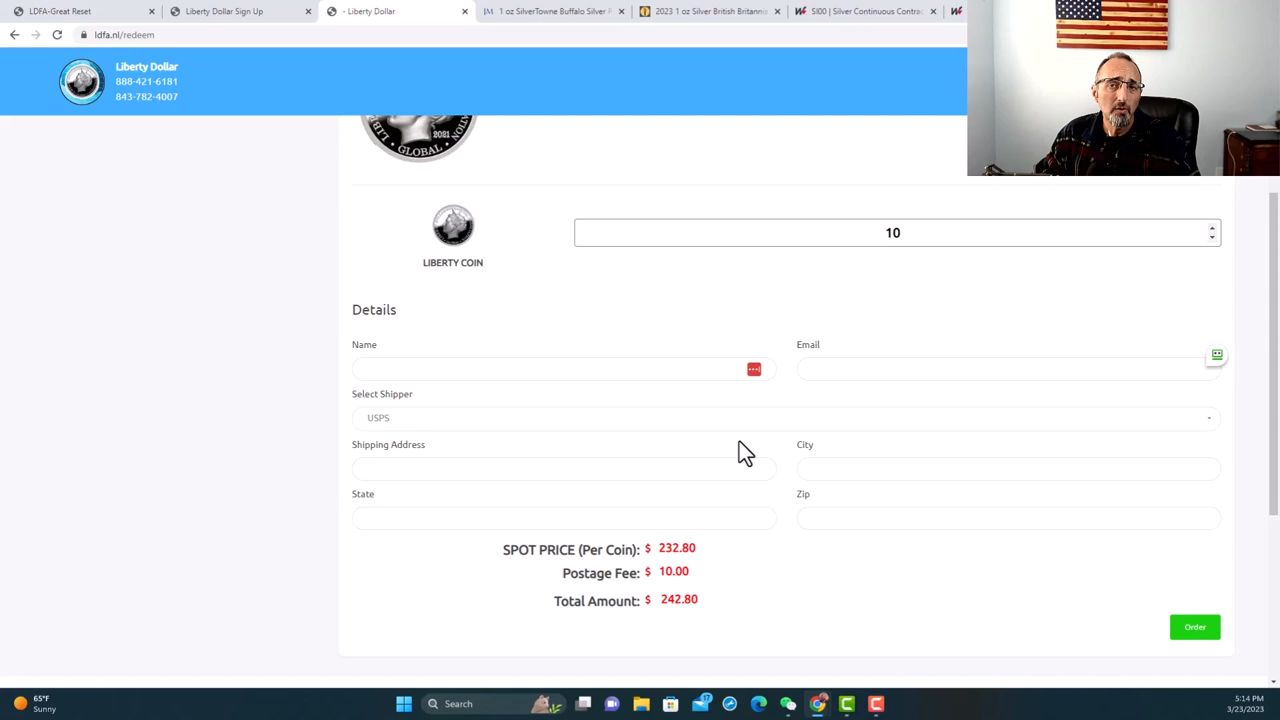 LDFA-Great Reset
Liberty Dollar Sign Up
- Liberty Dollar
1 oz SilverTowne Buffalo Silver R
2023 1 oz Silver British Britannia
SI00 | Silver Continuous Contrac
ldfa.nl/redeem
Liberty Dollar
888-421-6181
843-782-4007
2021
GLOBAL
10
LIBERTY COIN
Details
Name
Email
Select Shipper
USPS
Shipping Address
City
State
Zip
SPOT PRICE (Per Coin): $ 232.80
Postage Fee: $ 10.00
Total Amount: $ 242.80
Order
65°F
Sunny
Search
17
5:14 PM
3/23/2023